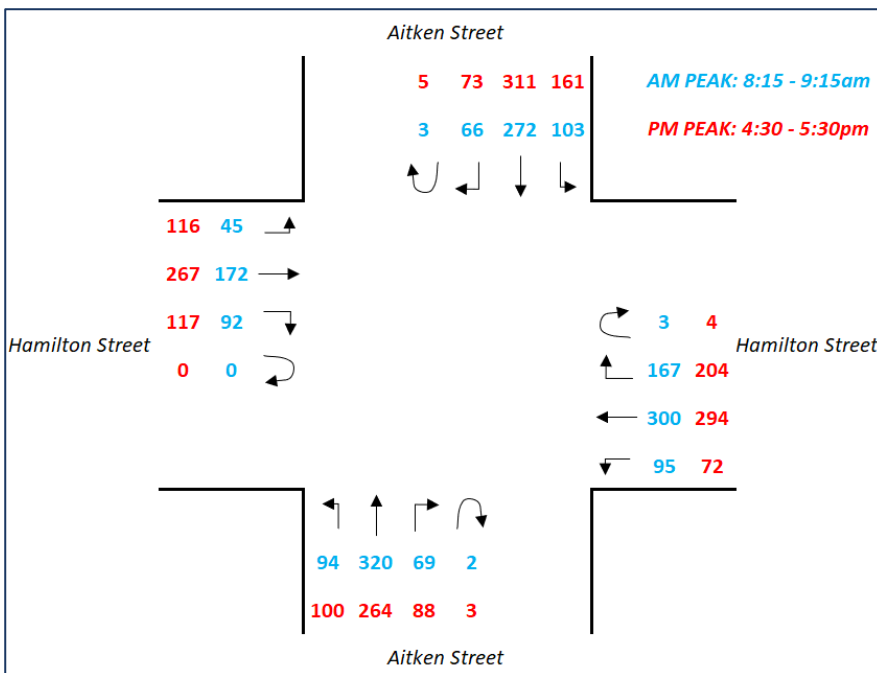 Aitken Street
5 73 311 161 AM PEAK: 8:15 - 9:15am
3 66 272 103 PM PEAK: 4:30 - 5:30pm
116 45
267 172
117 92 3 4
Hamilton Street Hamilton Street
0 0 167 204
300 294
95 72
94 320 69 2
100 264 88 3
Aitken Street